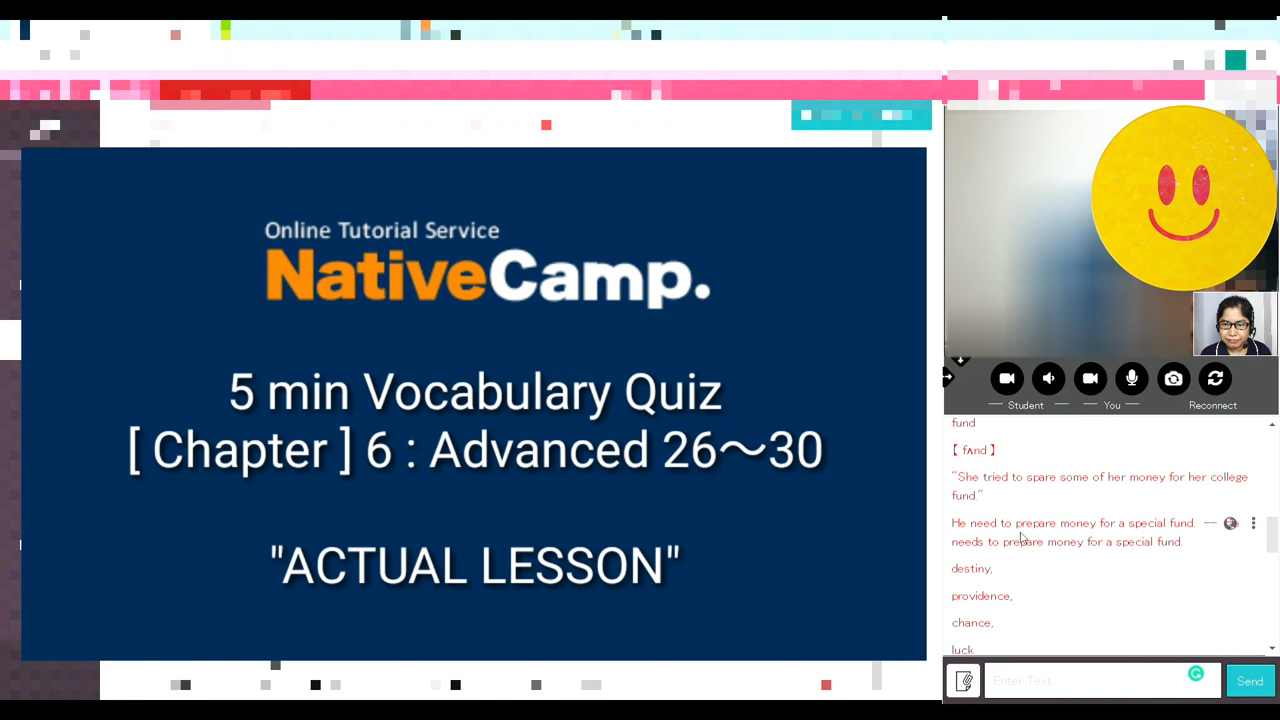 Online Tutorial Service
NativeCamp.
5 min Vocabulary Quiz
[ Chapter ] 6 : Advanced 26～30
"ACTUAL LESSON"
Student
You
Reconnect
fund
【 fʌnd 】
"She tried to spare some of her money for her college
fund."
He need to prepare money for a special fund. --
needs to prepare money for a special fund.
destiny,
providence,
chance,
luck
Enter Text
Send